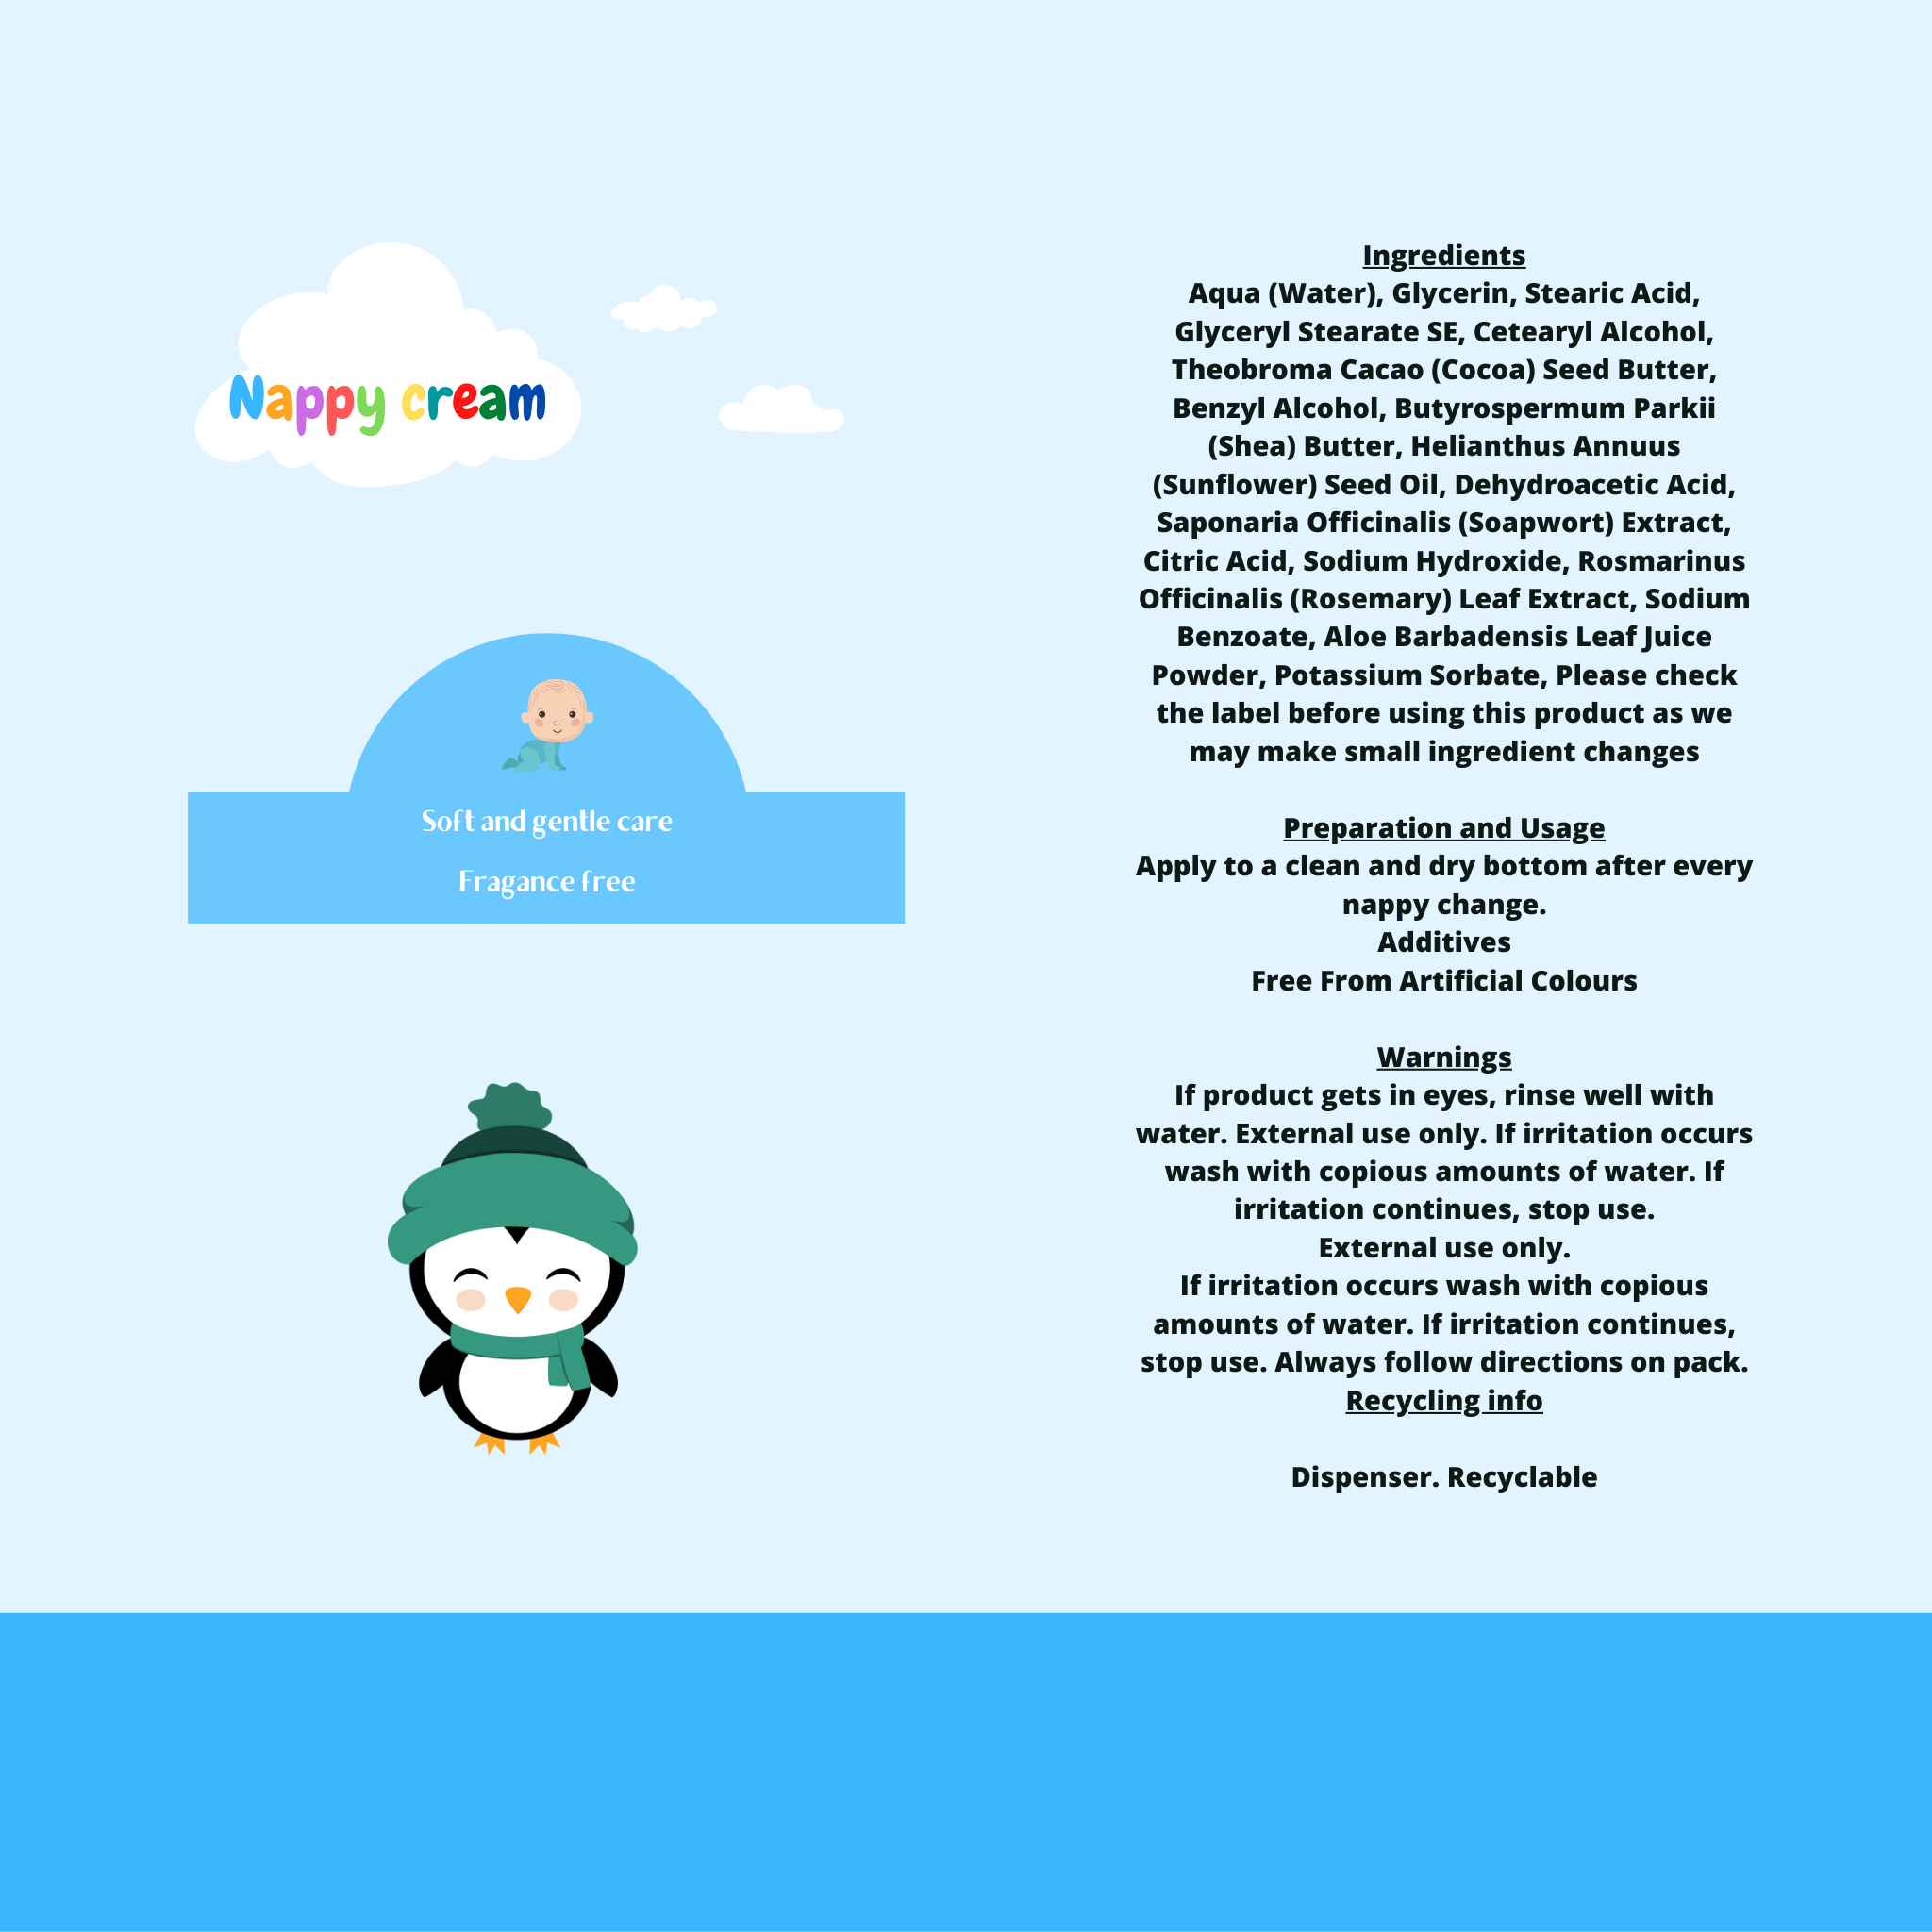 Nappy cream
Soft and gentle care
Fragance free
Ingredients
Aqua (Water), Glycerin, Stearic Acid,
Glyceryl Stearate SE, Cetearyl Alcohol,
Theobroma Cacao (Cocoa) Seed Butter,
Benzyl Alcohol, Butyrospermum Parkii
(Shea) Butter, Helianthus Annuus
(Sunflower) Seed Oil, Dehydroacetic Acid,
Saponaria Officinalis (Soapwort) Extract,
Citric Acid, Sodium Hydroxide, Rosmarinus
Officinalis (Rosemary) Leaf Extract, Sodium
Benzoate, Aloe Barbadensis Leaf Juice
Powder, Potassium Sorbate, Please check
the label before using this product as we
may make small ingredient changes
Preparation and Usage
Apply to a clean and dry bottom after every
nappy change.
Additives
Free From Artificial Colours
Warnings
If product gets in eyes, rinse well with
water. External use only. If irritation occurs
wash with copious amounts of water. If
irritation continues, stop use.
External use only.
If irritation occurs wash with copious
amounts of water. If irritation continues,
stop use. Always follow directions on pack.
Recycling info
Dispenser. Recyclable